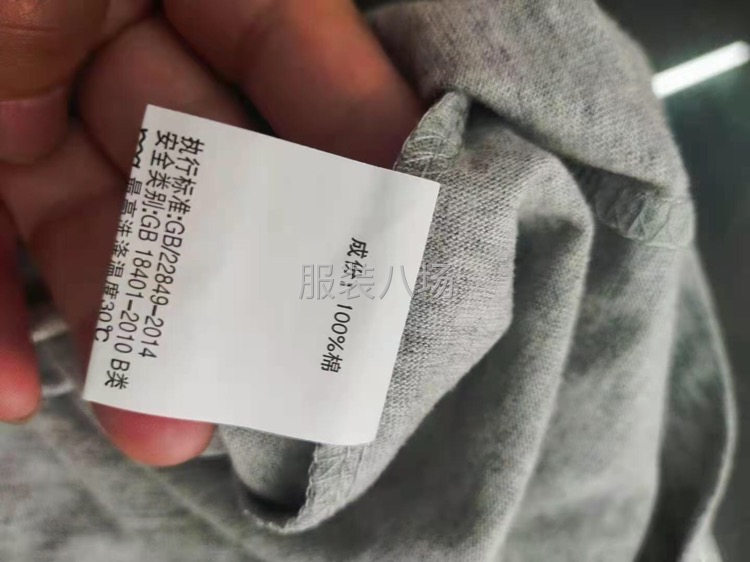 成份：100%棉
执行标准:GB/22849-2014
安全类别:GB 18401-2010 B类
最高洗涤温度30℃
服装八场